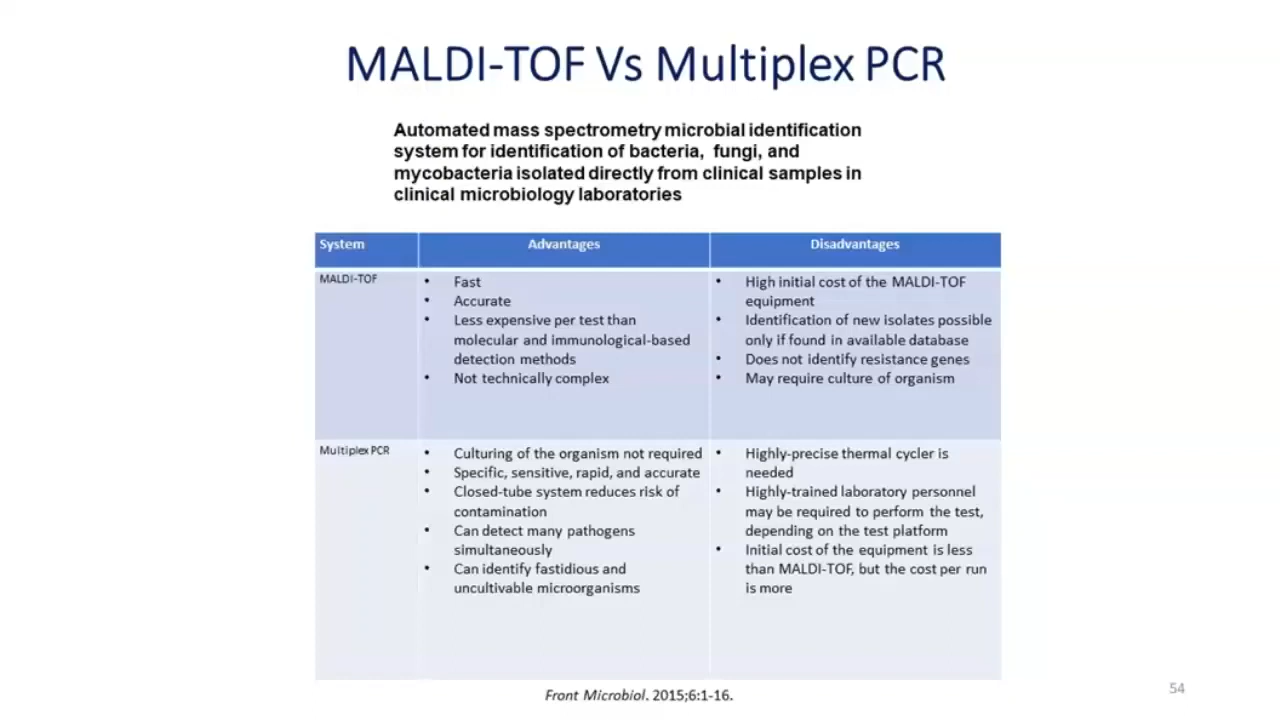 MALDI-TOF Vs Multiplex PCR
Automated mass spectrometry microbial identification
system for identification of bacteria, fungi, and
mycobacteria isolated directly from clinical samples in
clinical microbiology laboratories
System
Advantages
Disadvantages
MALDI-TOF
• Fast
• Accurate
• Less expensive per test than
molecular and immunological-based
detection methods
• Not technically complex
• High initial cost of the MALDI-TOF
equipment
• Identification of new isolates possible
only if found in available database
• Does not identify resistance genes
• May require culture of organism
Multiplex PCR
• Culturing of the organism not required
• Specific, sensitive, rapid, and accurate
• Closed-tube system reduces risk of
contamination
• Can detect many pathogens
simultaneously
• Can identify fastidious and
uncultivable microorganisms
• Highly-precise thermal cycler is
needed
• Highly-trained laboratory personnel
may be required to perform the test,
depending on the test platform
• Initial cost of the equipment is less
than MALDI-TOF, but the cost per run
is more
Front Microbiol. 2015;6:1-16.
54